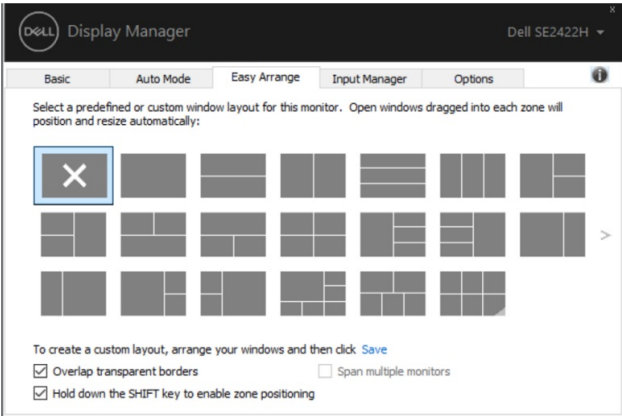 DELL Display Manager Dell SE2422H
Basic Auto Mode Easy Arrange Input Manager Options
Select a predefined or custom window layout for this monitor. Open windows dragged into each zone will
position and resize automatically:
To create a custom layout, arrange your windows and then click Save
Overlap transparent borders Span multiple monitors
Hold down the SHIFT key to enable zone positioning